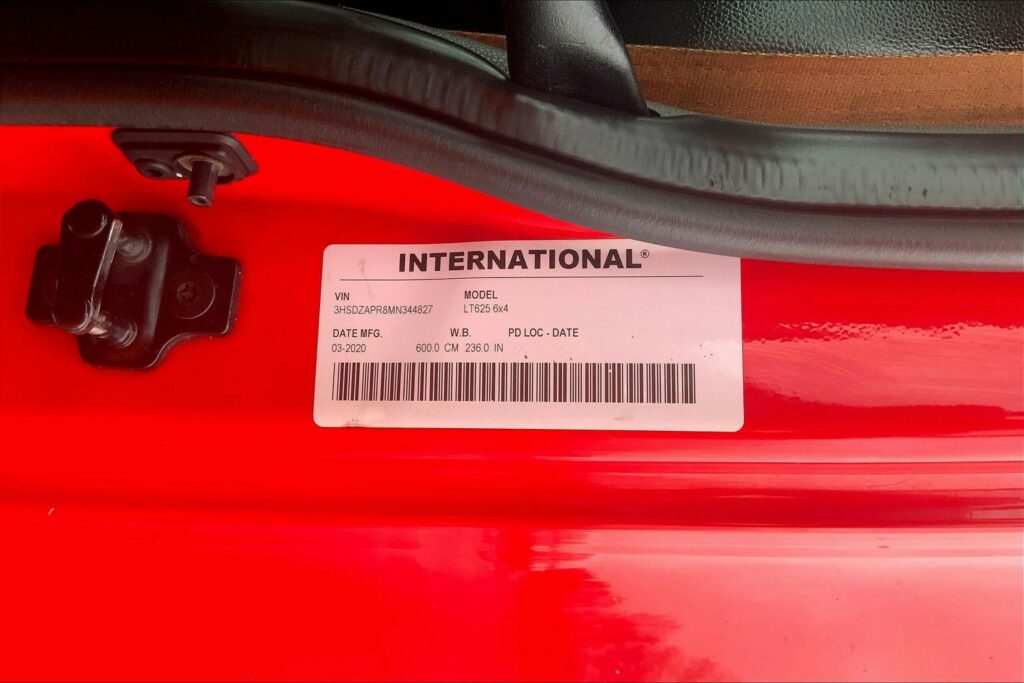 INTERNATIONAL®
VIN MODEL
3HSDZAPR8MN344827 LT625 6x4
DATE MFG. W.B. PD LOC - DATE
03-2020 600.0 CM 236.0 IN